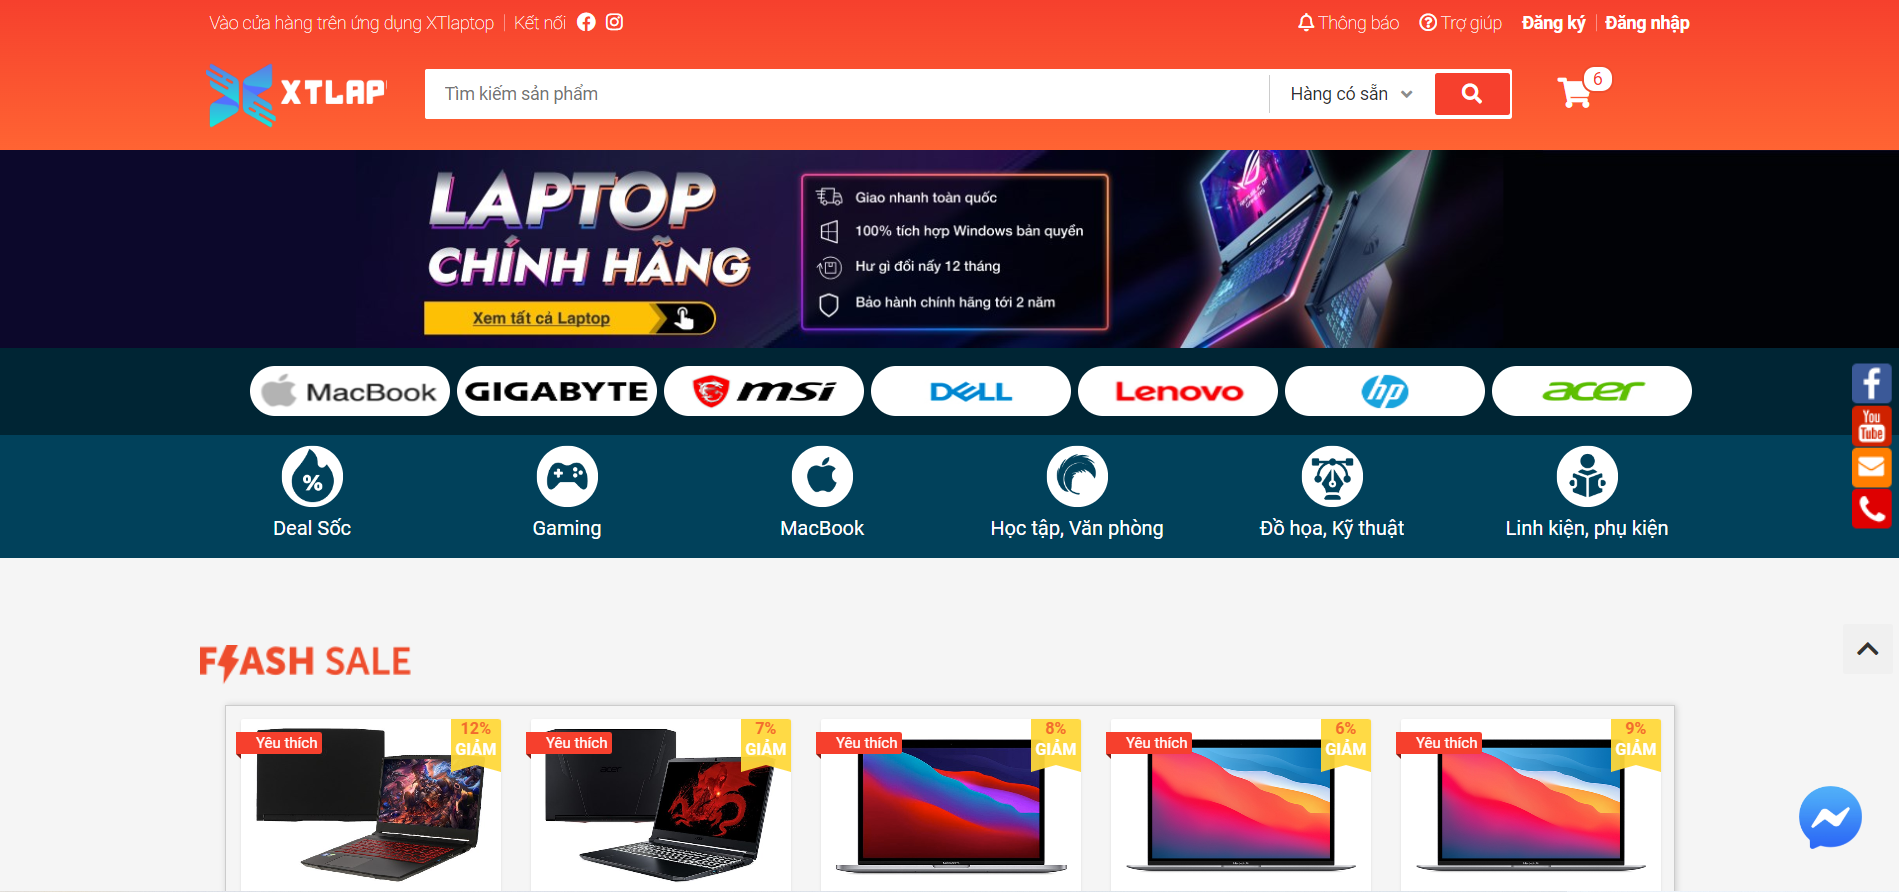 Vào cửa hàng trên ứng dụng XTlaptop
Kết nối
Thông báo
Trợ giúp
Đăng ký
Đăng nhập
XTLAP
Tìm kiếm sản phẩm
Hàng có sẵn
6
LAPTOP
CHÍNH HÃNG
Xem tất cả Laptop
Giao nhanh toàn quốc
100% tích hợp Windows bản quyền
Hư gì đổi nấy 12 tháng
Bảo hành chính hãng tới 2 năm
MacBook
GIGABYTE
msi
DELL
Lenovo
hp
acer
You
Tube
Deal Sốc
Gaming
MacBook
Học tập, Văn phòng
Đồ họa, Kỹ thuật
Linh kiện, phụ kiện
FLASH SALE
Yêu thích
12%
GIẢM
Yêu thích
7%
GIẢM
Yêu thích
8%
GIẢM
Yêu thích
6%
GIẢM
Yêu thích
9%
GIẢM